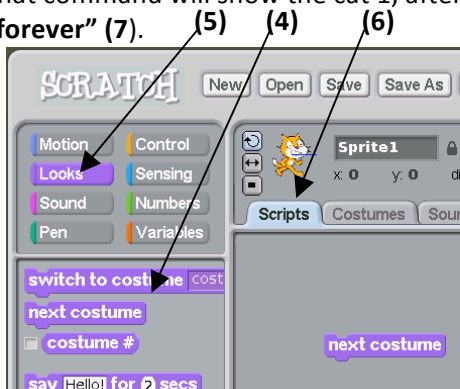 that command will show the cat 1, after
forever" (7).
(5) (4) (6)
SCRATCH New Open Save Save As
Motion Control
Looks Sensing
Sound Numbers
Pen Variables
Sprite1
x: 0 y: 0
Scripts Costumes
switch to costume
next costume
costume #
say Hello! for 2 secs
next costume